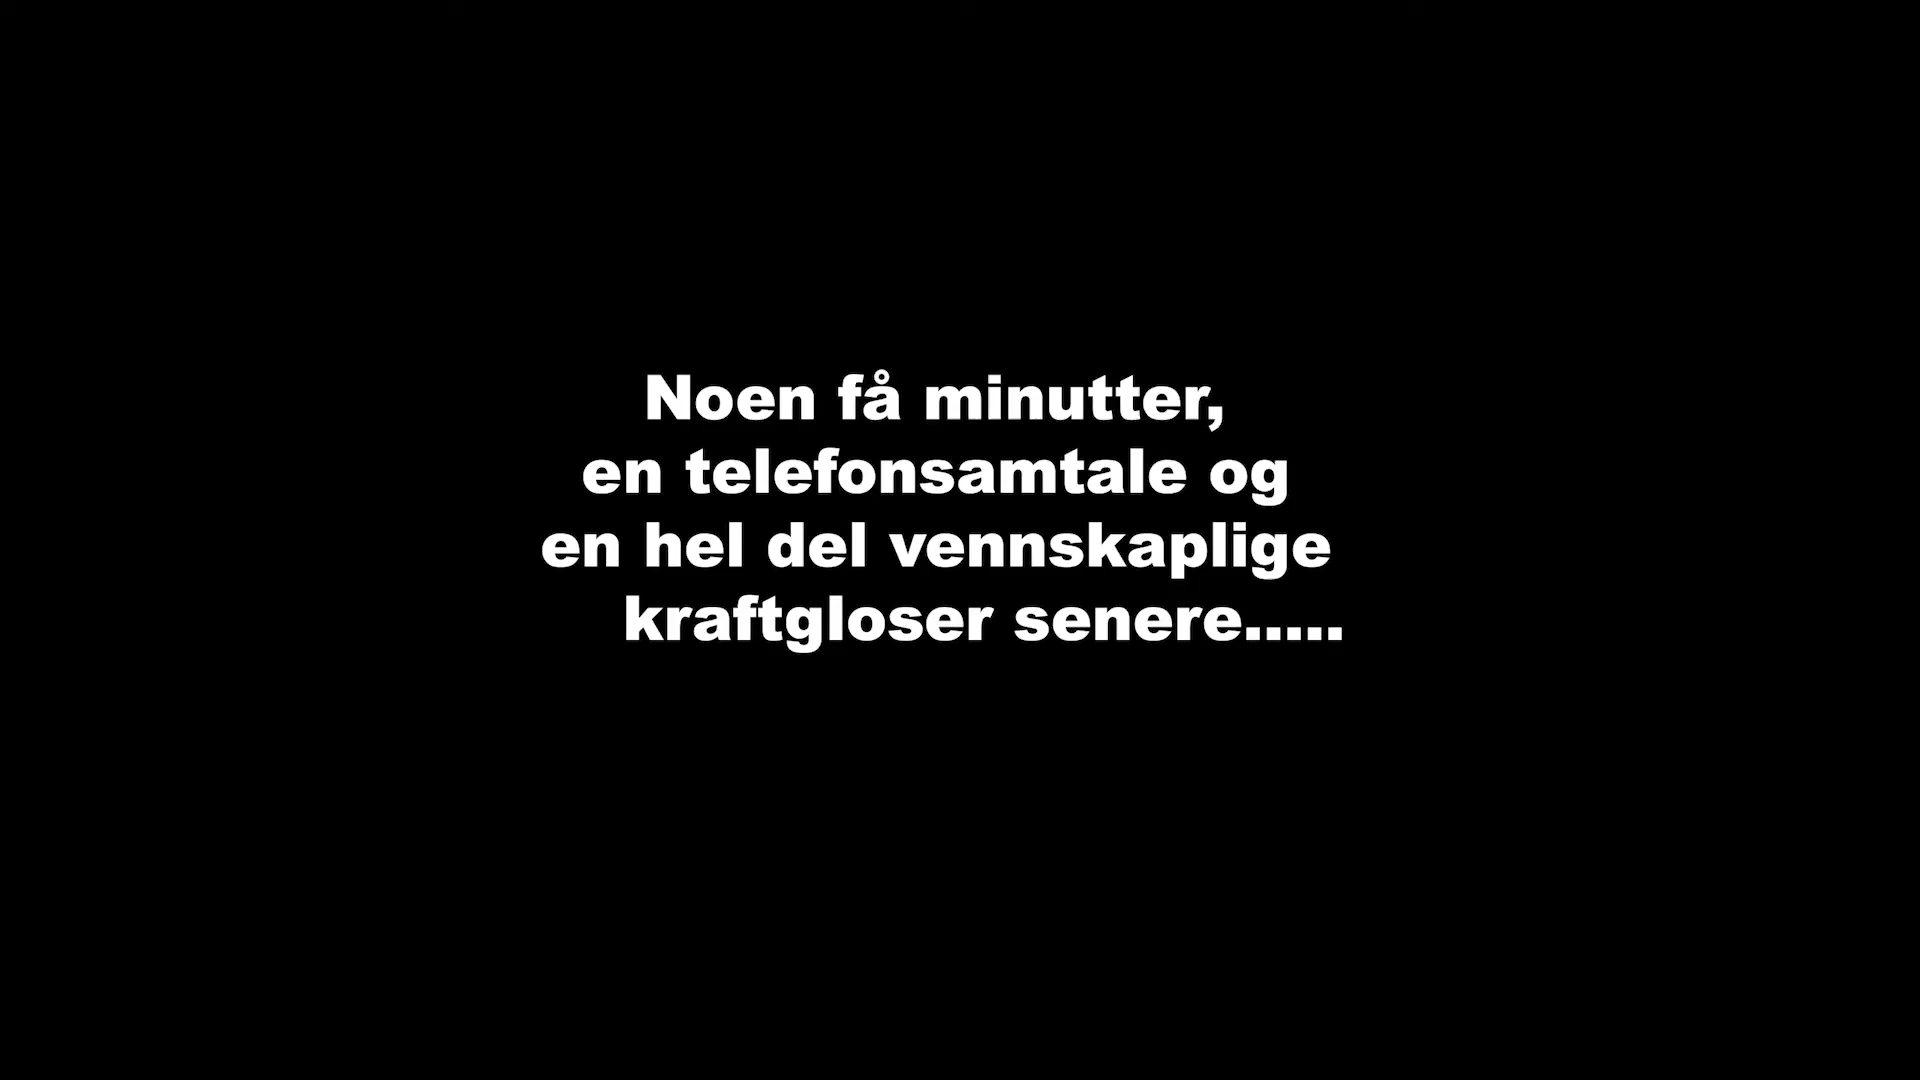 Noen få minutter,
en telefonsamtale og
en hel del vennskaplige
kraftgloser senere.....